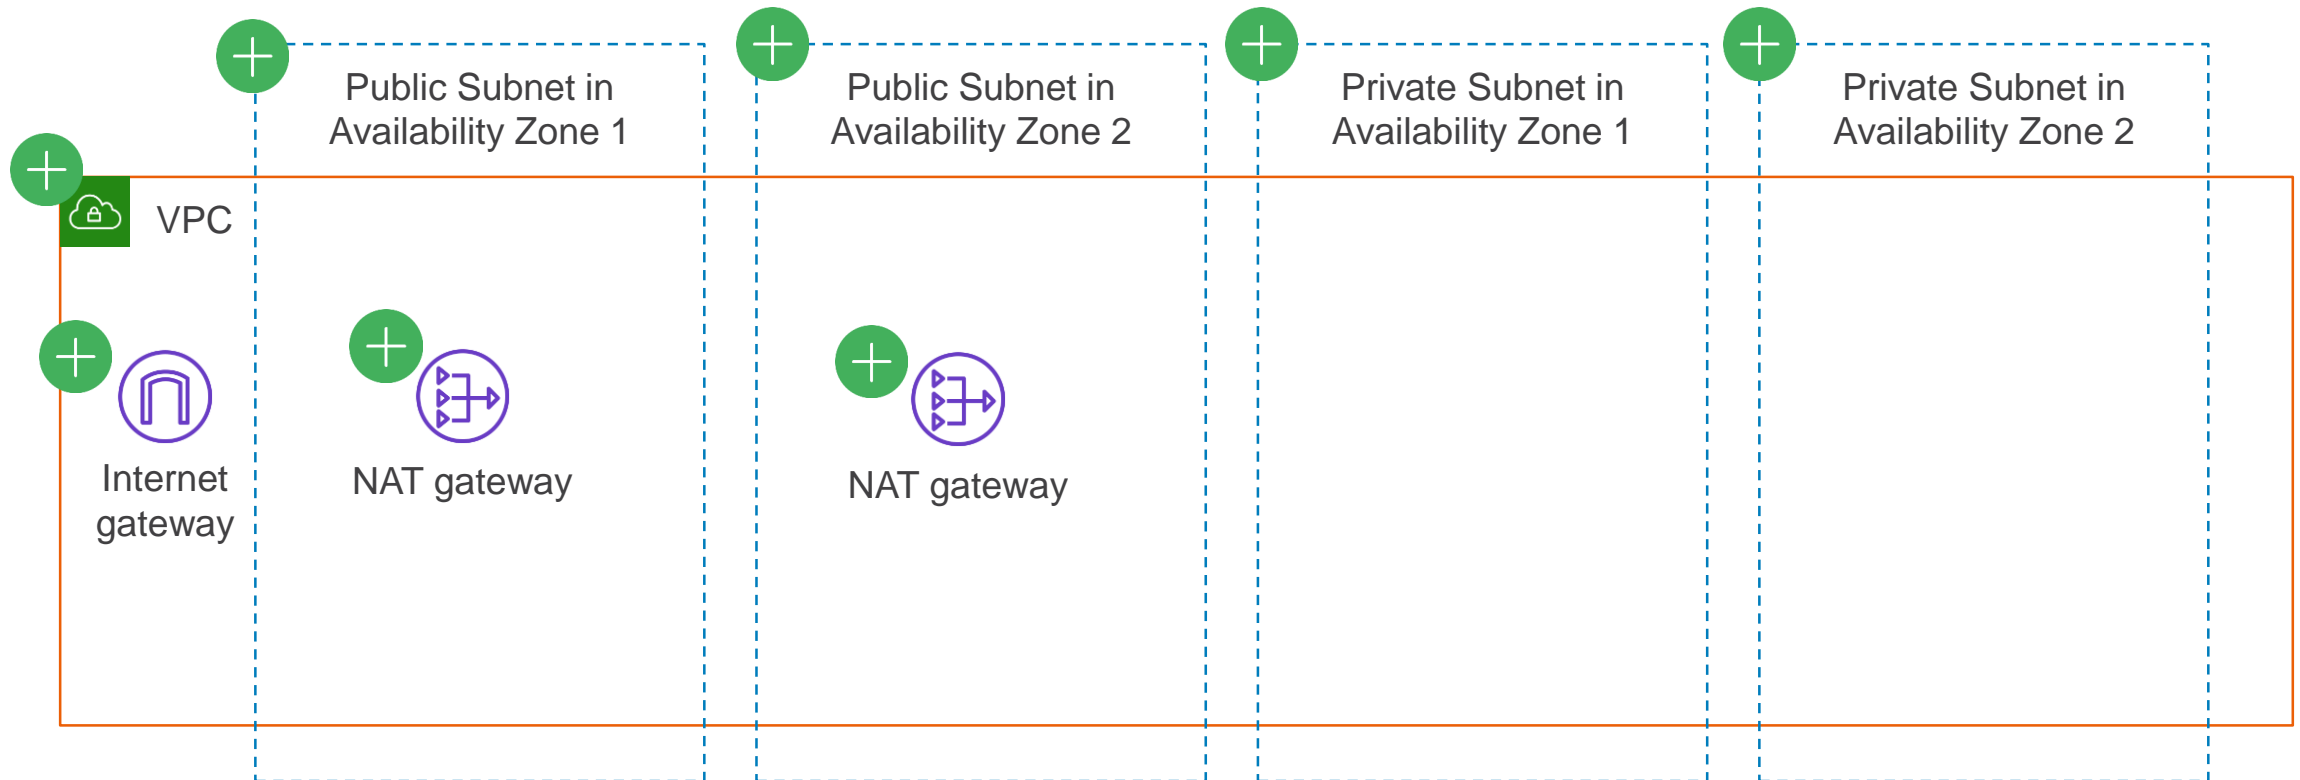 Public Subnet in
Availability Zone 1
Public Subnet in
Availability Zone 2
Private Subnet in
Availability Zone 1
Private Subnet in
Availability Zone 2
VPC
Internet
gateway
NAT gateway
NAT gateway